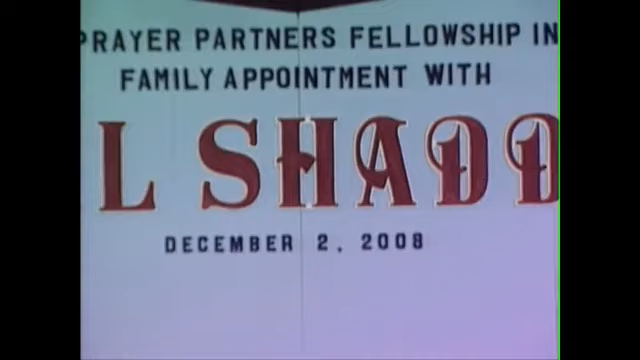 PRAYER PARTNERS FELLOWSHIP IN
FAMILY APPOINTMENT WITH
L SHADD
DECEMBER 2, 2008